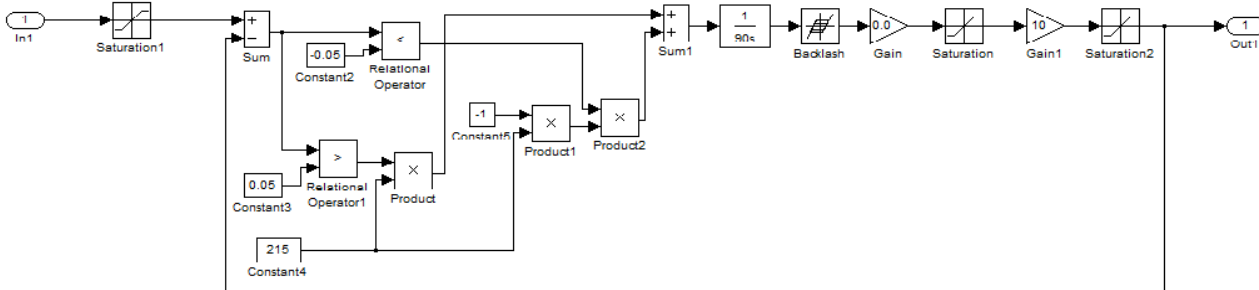 1
In1
Saturation1
+
−
Sum
-0.05
Constant2
<
Relational
Operator
-1
Constant5
×
Product1
×
Product2
+
+
Sum1
1
90s
Backlash
0.0
Gain
Saturation
10
Gain1
Saturation2
1
Out1
0.05
Constant3
>
Relational
Operator1
×
Product
215
Constant4